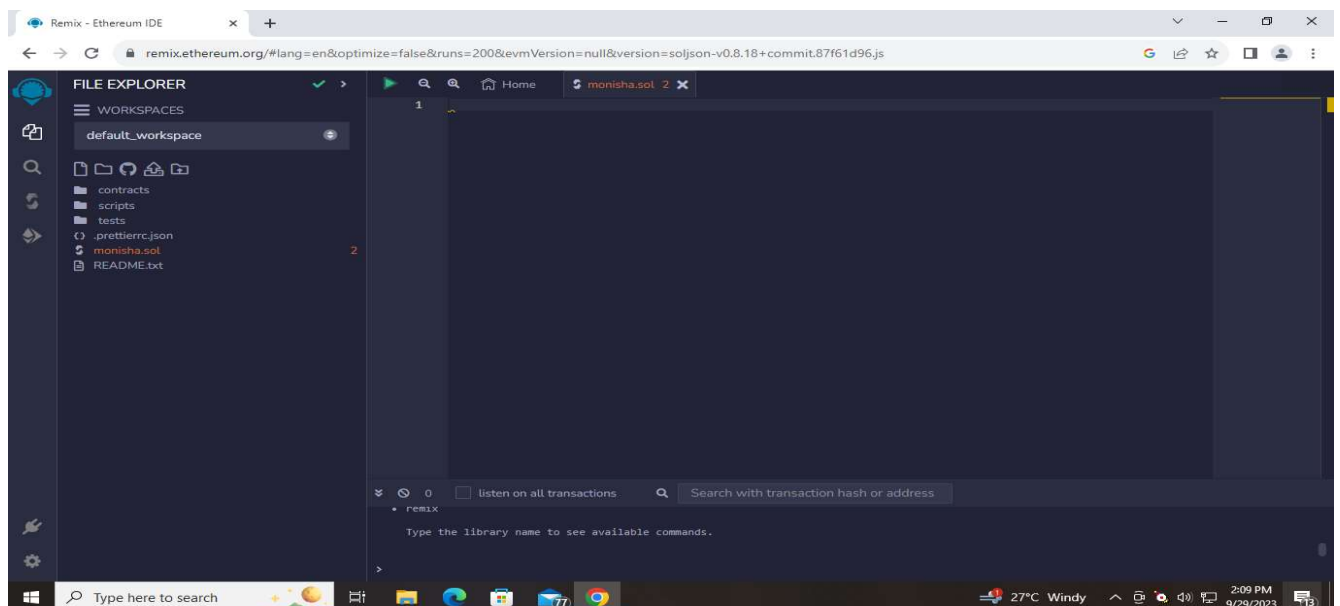 Remix - Ethereum IDE
remix.ethereum.org/#lang=en&optimize=false&runs=200&evmVersion=null&version=soljson-v0.8.18+commit.87f61d96.js
FILE EXPLORER
WORKSPACES
default_workspace
contracts
scripts
tests
.prettierrc.json
monisha.sol 2
README.txt
Home
monisha.sol 2
1
0 listen on all transactions Search with transaction hash or address
remix
Type the library name to see available commands.
>
Type here to search
77
27°C Windy
2:09 PM
9/29/2023
13